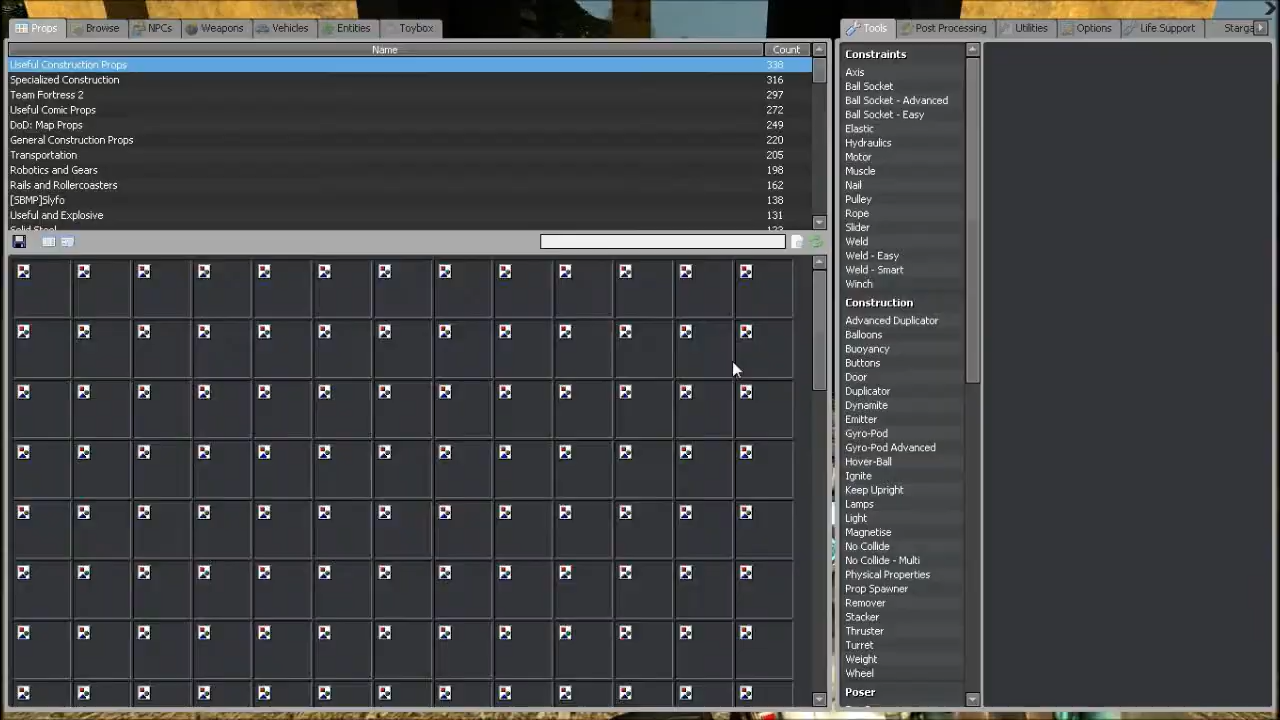 Props
Browse
NPCs
Weapons
Vehicles
Entities
Toybox
Name Count
Useful Construction Props 338
Specialized Construction 316
Team Fortress 2 297
Useful Comic Props 272
DoD: Map Props 249
General Construction Props 220
Transportation 205
Robotics and Gears 198
Rails and Rollercoasters 162
[SBMP]Slyfo 138
Useful and Explosive 131
Solid Steel
Tools
Post Processing
Utilities
Options
Life Support
Starga
Constraints
Axis
Ball Socket
Ball Socket - Advanced
Ball Socket - Easy
Elastic
Hydraulics
Motor
Muscle
Nail
Pulley
Rope
Slider
Weld
Weld - Easy
Weld - Smart
Winch
Construction
Advanced Duplicator
Balloons
Buoyancy
Buttons
Door
Duplicator
Dynamite
Emitter
Gyro-Pod
Gyro-Pod Advanced
Hover-Ball
Ignite
Keep Upright
Lamps
Light
Magnetise
No Collide
No Collide - Multi
Physical Properties
Prop Spawner
Remover
Stacker
Thruster
Turret
Weight
Wheel
Poser